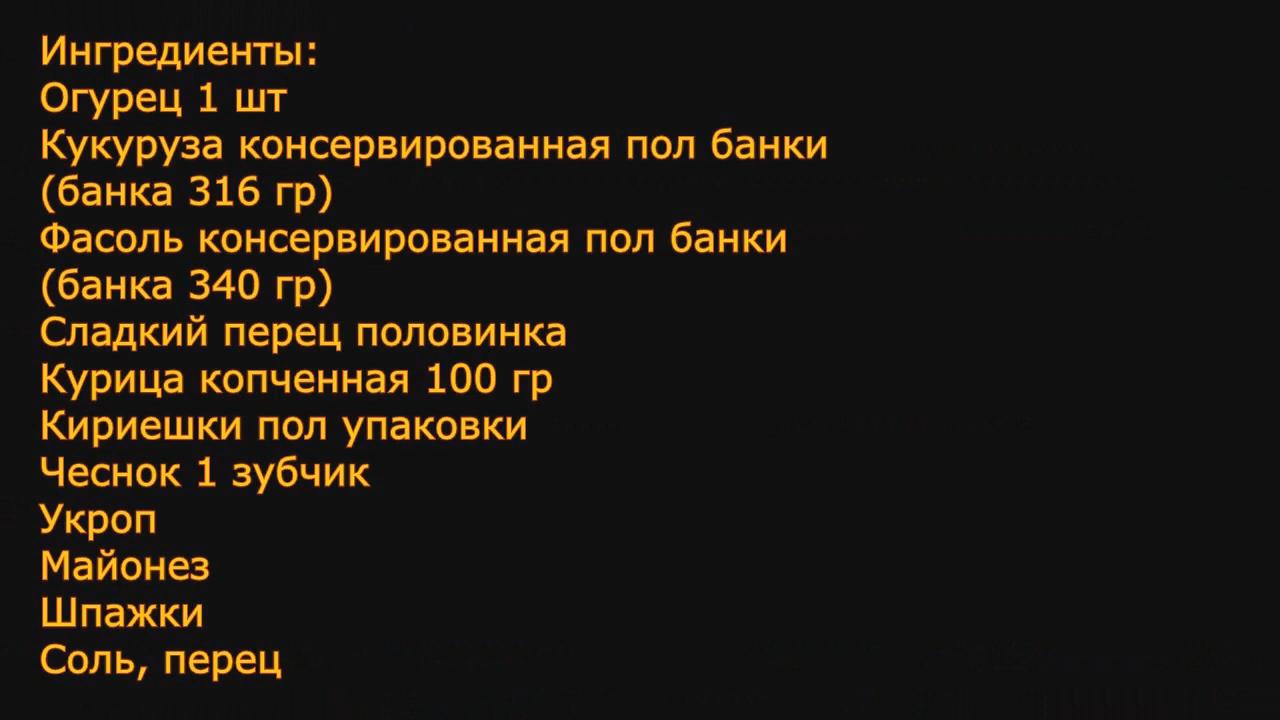 Ингредиенты:
Огурец 1 шт
Кукуруза консервированная пол банки
(банка 316 гр)
Фасоль консервированная пол банки
(банка 340 гр)
Сладкий перец половинка
Курица копченная 100 гр
Кириешки пол упаковки
Чеснок 1 зубчик
Укроп
Майонез
Шпажки
Соль, перец